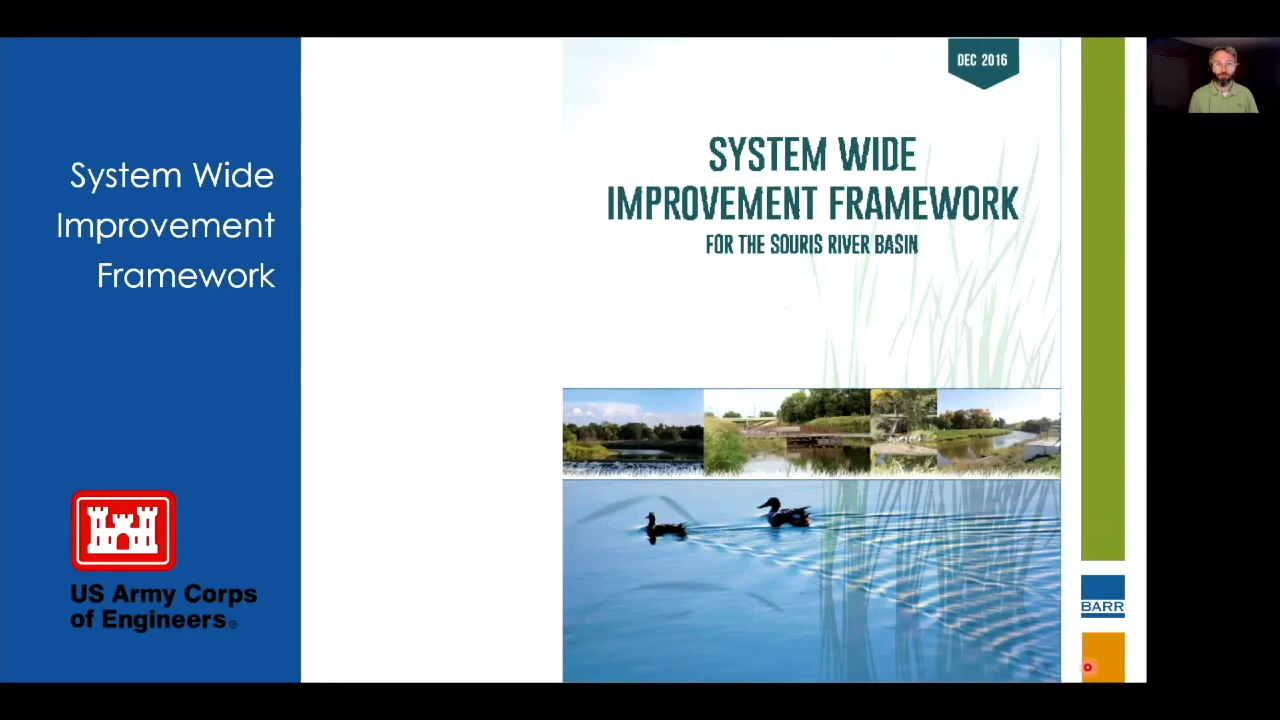 System Wide
Improvement
Framework
US Army Corps
of Engineers®
DEC 2016
SYSTEM WIDE
IMPROVEMENT FRAMEWORK
FOR THE SOURIS RIVER BASIN
BARR